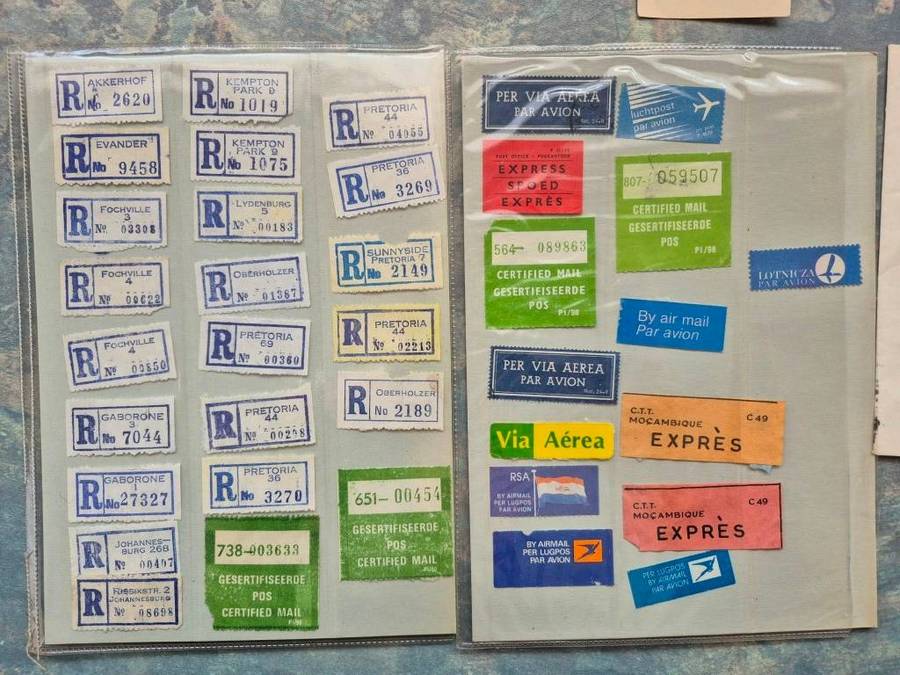 R AKKERHOF
No 2620
R EVANDER
No 9458
R FOCHVILLE
3
No 03308
R FOCHVILLE
4
No 00622
R FOCHVILLE
4
No 00850
R GABORONE
3
No 7044
R GABORONE
1
No 27327
R JOHANNES-
BURG 26B
No 00407
R RISSIKSTR. 2
JOHANNESBURG
No 08698
R KEMPTON
PARK 9
No 1019
R KEMPTON
PARK 9
No 1075
R LYDENBURG
5
No 00183
R OBERHOLZER
No 01367
R PRETORIA
69
No 00360
R PRETORIA
44
No 00298
R PRETORIA
36
No 3270
738-003633
GESERTIFISEERDE
POS
CERTIFIED MAIL
R PRETORIA
44
No 04055
R PRETORIA
36
No 3269
R SUNNYSIDE
PRETORIA 7
No 2149
R PRETORIA
44
No 02213
R OBERHOLZER
No 2189
651-00454
GESERTIFISEERDE
POS
CERTIFIED MAIL
PER VIA AEREA
PAR AVION
EXPRESS
SPOED
EXPRÈS
564- 089863
CERTIFIED MAIL
GESERTIFISEERDE
POS
P1/98
PER VIA AEREA
PAR AVION
Via Aérea
RSA
BY AIRMAIL
PER LUGPOS
PAR AVION
BY AIRMAIL
PER LUGPOS
PAR AVION
luchtpost
par avion
807- 059507
CERTIFIED MAIL
GESERTIFISEERDE
POS
P1/98
By air mail
Par avion
C.T.T. C 49
MOÇAMBIQUE
EXPRÈS
C.T.T. C 49
MOÇAMBIQUE
EXPRÈS
PER LUGPOS
BY AIRMAIL
PAR AVION
LOTNICZA
PAR AVION